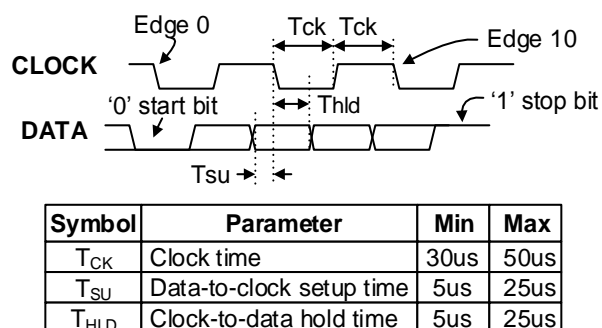 Edge 0
Tck Tck
Edge 10
CLOCK
'0' start bit
Thld
'1' stop bit
DATA
Tsu
Symbol Parameter Min Max
TCK Clock time 30us 50us
TSU Data-to-clock setup time 5us 25us
THLD Clock-to-data hold time 5us 25us